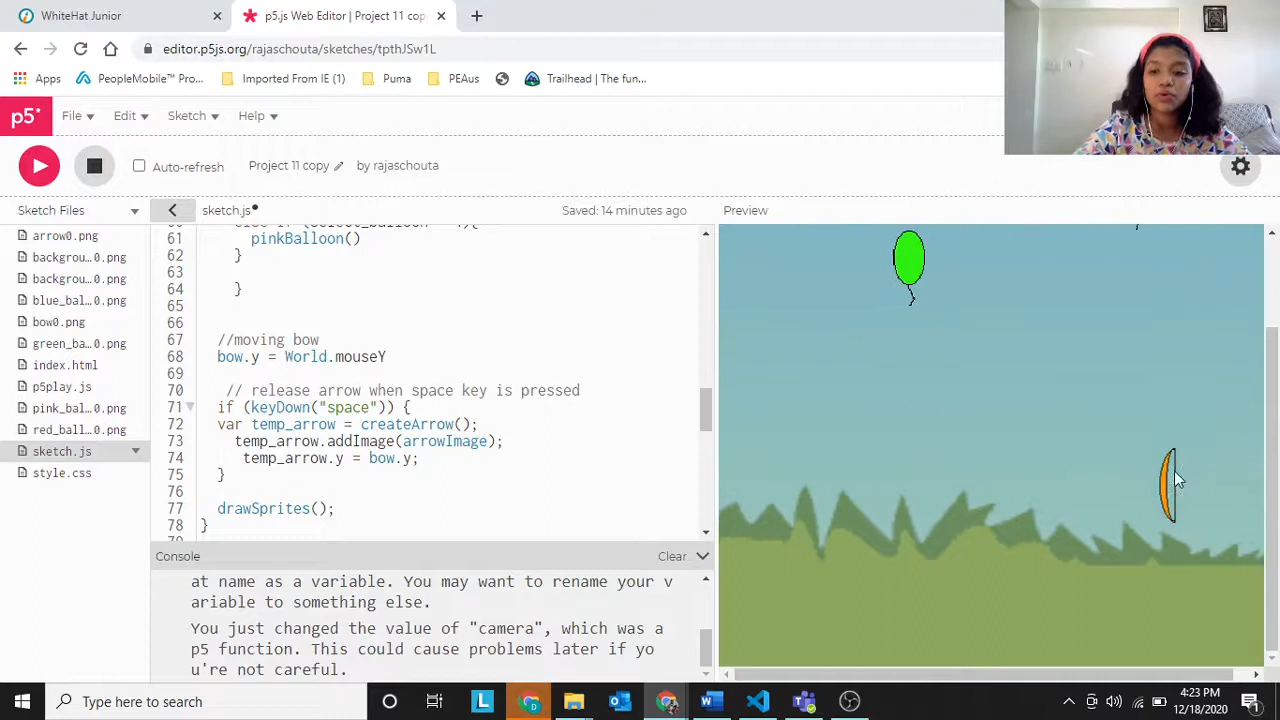 WhiteHat Junior
p5.js Web Editor | Project 11 cop
editor.p5js.org/rajaschouta/sketches/tpthJSw1L
Apps
PeopleMobile™ Pro...
Imported From IE (1)
Puma
PEAus
Trailhead | The fun...
p5*
File
Edit
Sketch
Help
Auto-refresh
Project 11 copy
by rajaschouta
Sketch Files
sketch.js
Saved: 14 minutes ago
Preview
arrow0.png
backgrou...0.png
backgrou...0.png
blue_bal...0.png
bow0.png
green_ba...0.png
index.html
p5play.js
pink_bal...0.png
red_ball...0.png
sketch.js
style.css
61 pinkBalloon()
62 }
63
64 }
65
66
67 //moving bow
68 bow.y = World.mouseY
69
70 // release arrow when space key is pressed
71 if (keyDown("space")) {
72 var temp_arrow = createArrow();
73 temp_arrow.addImage(arrowImage);
74 temp_arrow.y = bow.y;
75 }
76
77 drawSprites();
78 }
Console
Clear
at name as a variable. You may want to rename your v
ariable to something else.
You just changed the value of "camera", which was a
p5 function. This could cause problems later if yo
u're not careful.
Type here to search
4:23 PM
12/18/2020